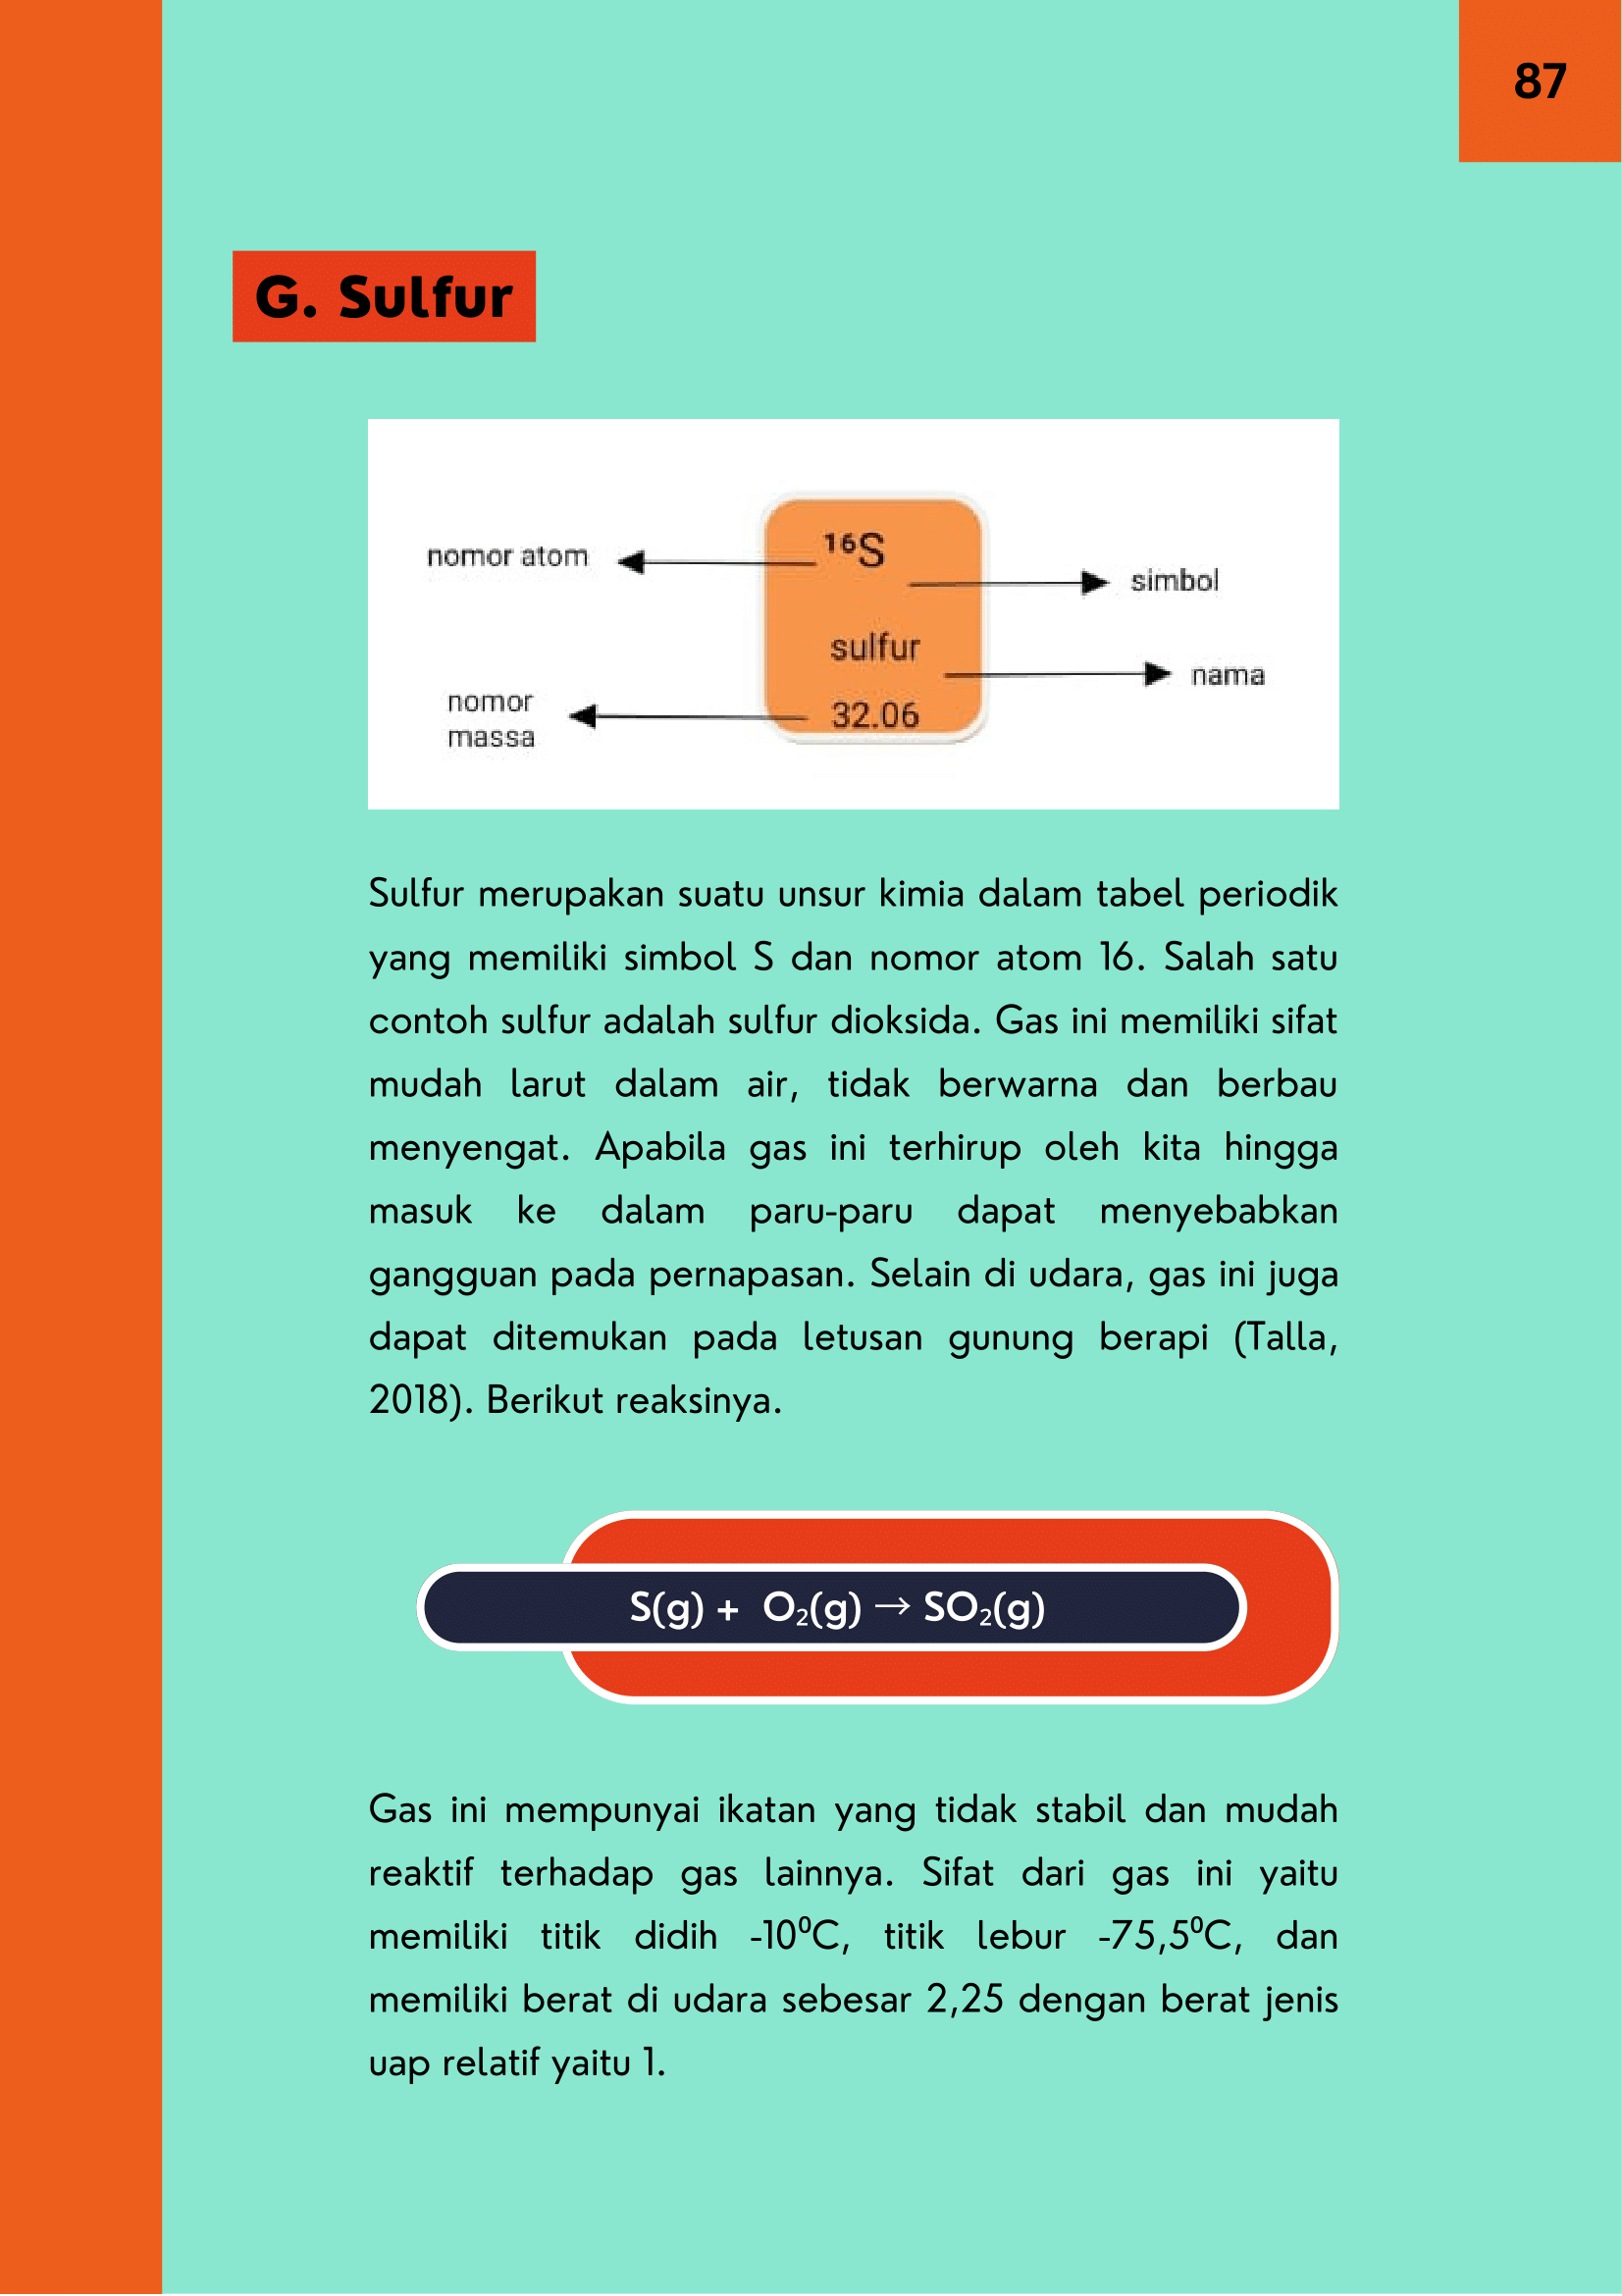 87
G. Sulfur
nomor atom
¹⁶S
simbol
sulfur
nama
nomor
massa
32.06
Sulfur merupakan suatu unsur kimia dalam tabel periodik
yang memiliki simbol S dan nomor atom 16. Salah satu
contoh sulfur adalah sulfur dioksida. Gas ini memiliki sifat
mudah larut dalam air, tidak berwarna dan berbau
menyengat. Apabila gas ini terhirup oleh kita hingga
masuk ke dalam paru-paru dapat menyebabkan
gangguan pada pernapasan. Selain di udara, gas ini juga
dapat ditemukan pada letusan gunung berapi (Talla,
2018). Berikut reaksinya.
S(g) + O₂(g) → SO₂(g)
Gas ini mempunyai ikatan yang tidak stabil dan mudah
reaktif terhadap gas lainnya. Sifat dari gas ini yaitu
memiliki titik didih -10⁰C, titik lebur -75,5⁰C, dan
memiliki berat di udara sebesar 2,25 dengan berat jenis
uap relatif yaitu 1.